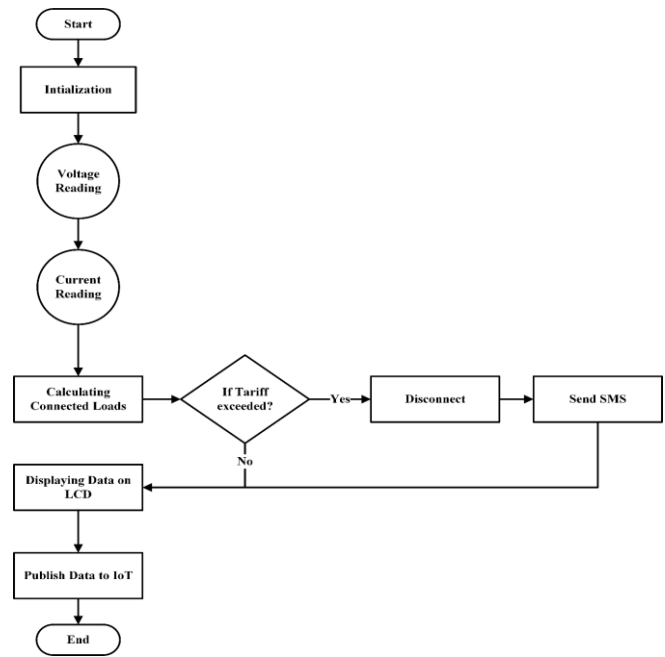 Start
Intialization
Voltage
Reading
Current
Reading
Calculating
Connected Loads
If Tariff
exceeded?
Yes
Disconnect
Send SMS
No
Displaying Data on
LCD
Publish Data to IoT
End